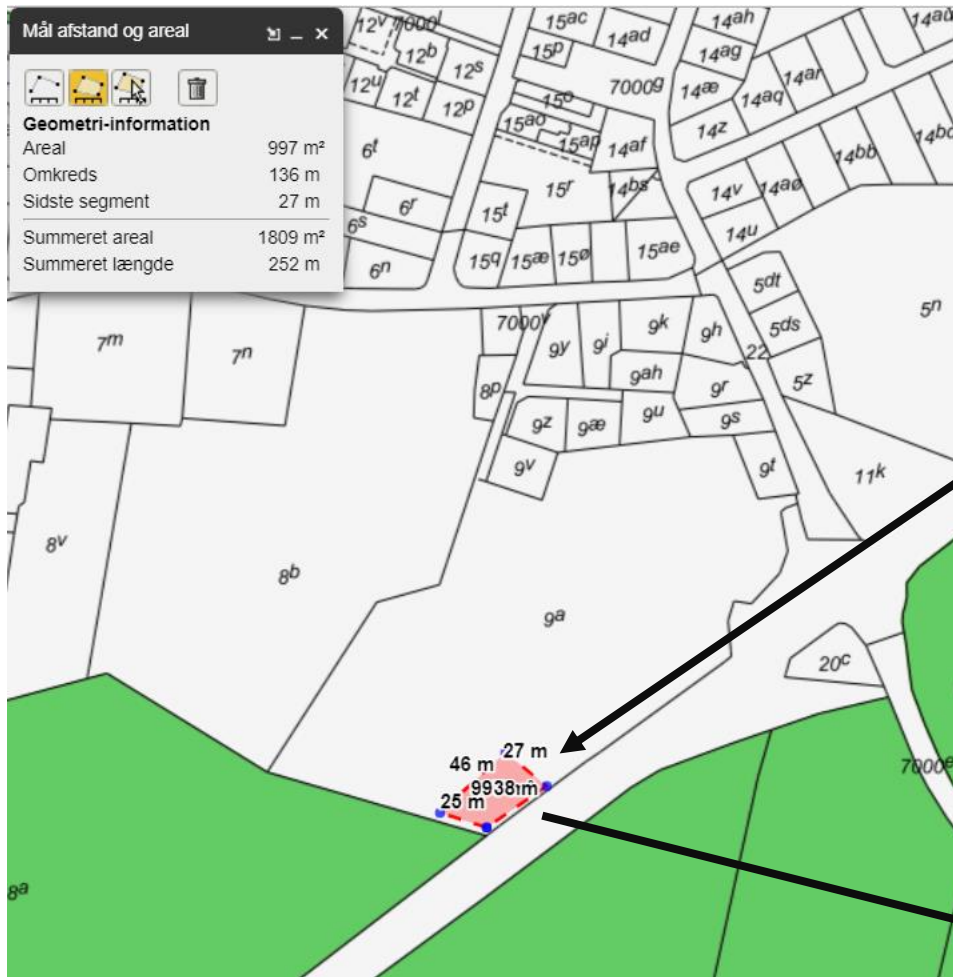 Mål afstand og areal
Geometri-information
Areal 997 m²
Omkreds 136 m
Sidste segment 27 m
Summeret areal 1809 m²
Summeret længde 252 m
12v 7000l 15ac 14ah 14aû
12b 15p 14ad
12s 14ag
12u 12t 12p 15o 7000g 14æ 14aq 14ar
15ao 15ap 14af 14z
6t 14bb 14bc
15r 14bs 14v 14aø
6r 15t
6s 14u
6n 15q 15æ 15ø 15ae
5dt
5n
7000v 9k 9h 5ds
7m 7n 9y 9i 22
9ah 9r 5z
8p
9z 9æ 9u 9s
9v 9t 11k
8v
8b
9a
20c
27 m
46 m
38 m
25 m
7000e
8a